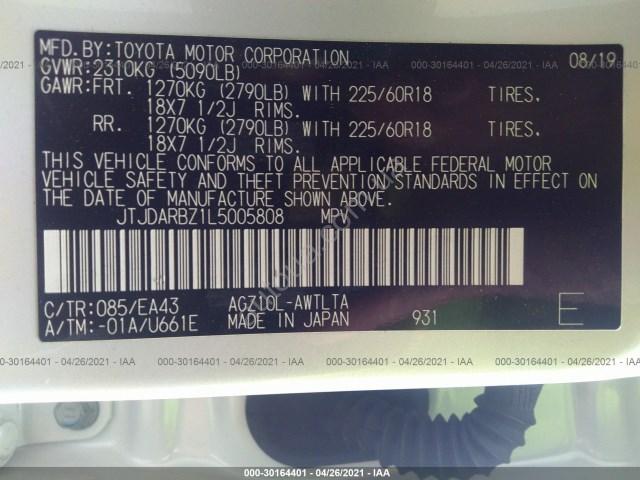 MFD.BY:TOYOTA MOTOR CORPORATION 08/19
GVWR:2310KG (5090LB)
GAWR:FRT. 1270KG (2790LB) WITH 225/60R18 TIRES,
18X7 1/2J RIMS.
RR. 1270KG (2790LB) WITH 225/60R18 TIRES,
18X7 1/2J RIMS.
THIS VEHICLE CONFORMS TO ALL APPLICABLE FEDERAL MOTOR
VEHICLE SAFETY AND THEFT PREVENTION STANDARDS IN EFFECT ON
THE DATE OF MANUFACTURE SHOWN ABOVE.
JTJDARBZ1L5005808 MPV
C/TR:085/EA43 AGZ10L-AWTLTA
A/TM:-01A/U661E MADE IN JAPAN 931 E
000-30164401 - 04/26/2021 - IAA